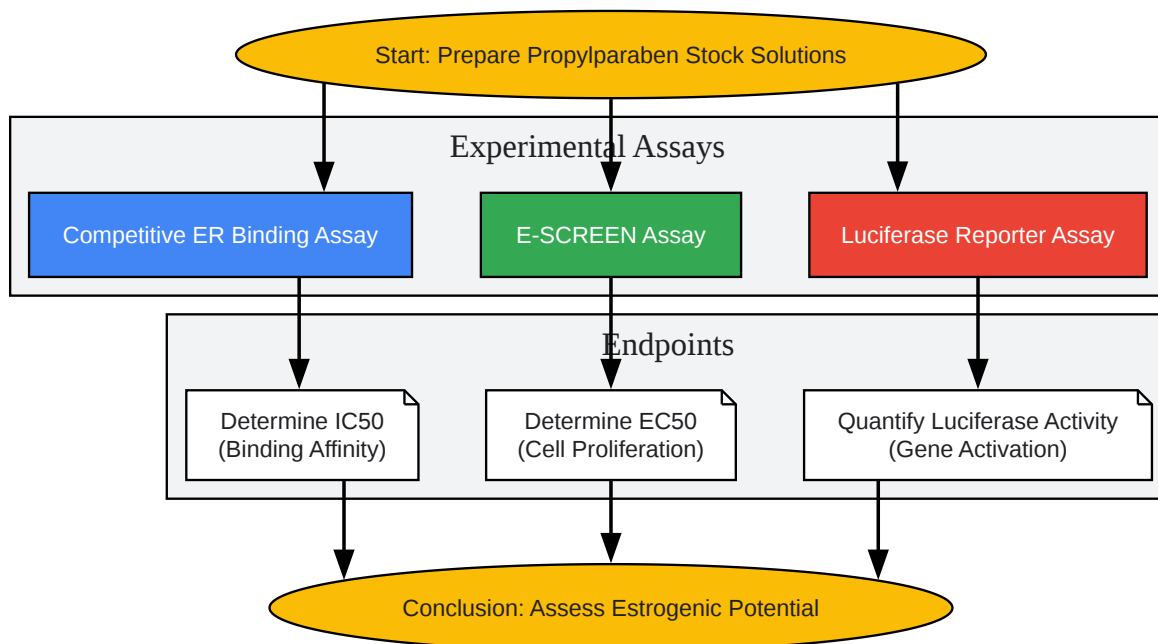 Start: Prepare Propylparaben Stock Solutions
Experimental Assays
Competitive ER Binding Assay
E-SCREEN Assay
Luciferase Reporter Assay
Endpoints
Determine IC50
(Binding Affinity)
Determine EC50
(Cell Proliferation)
Quantify Luciferase Activity
(Gene Activation)
Conclusion: Assess Estrogenic Potential